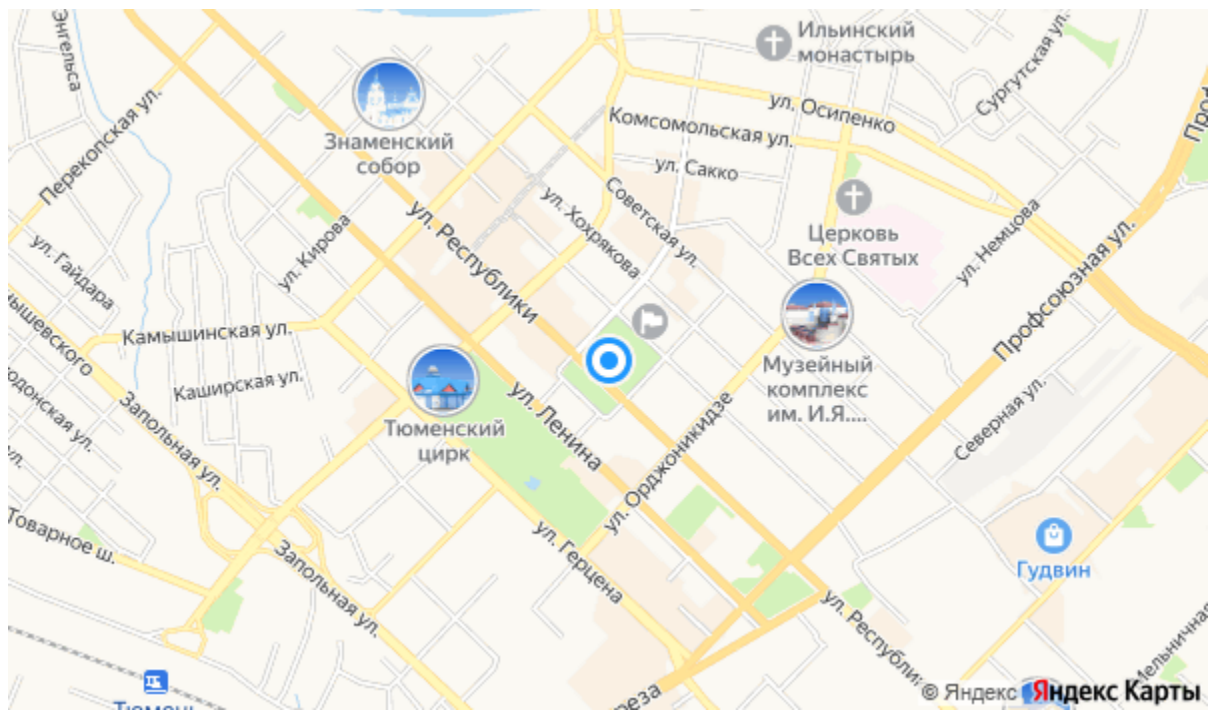 Энгельса
Ильинский
монастырь
Сургутская ул.
Перекопская ул.
Знаменский
собор
ул. Осипенко
Комсомольская ул.
ул. Сакко
ул. Гайдара
ул. Кирова
ул. Республики
ул. Хохрякова
Советская ул.
Церковь
Всех Святых
ул. Немцова
Профсоюзная ул.
Камышинская ул.
Каширская ул.
Запольная ул.
Тюменский
цирк
ул. Ленина
Музейный
комплекс
им. И.Я....
ул. Орджоникидзе
Северная ул.
Товарное ш.
Запольная ул.
ул. Герцена
Гудвин
ул. Республи
Мельничная
Тюмень
© Яндекс Яндекс Карты